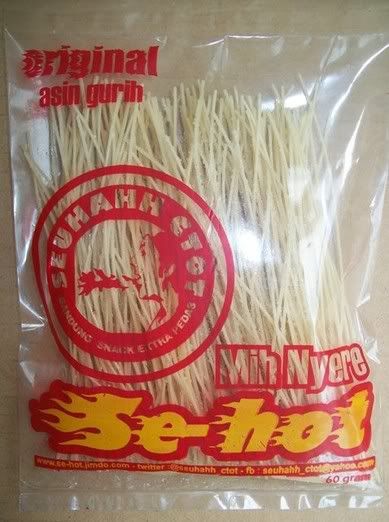 original
asin gurih
SEUHAHH CTOT
BANDUNG SNACK EXTRA PEDAS
Mih Nyere
Se-hot
www.se-hot.jimdo.com - twitter :@seuhahh_ctot - fb : seuhahh_ctot@yahoo.com
60 gram